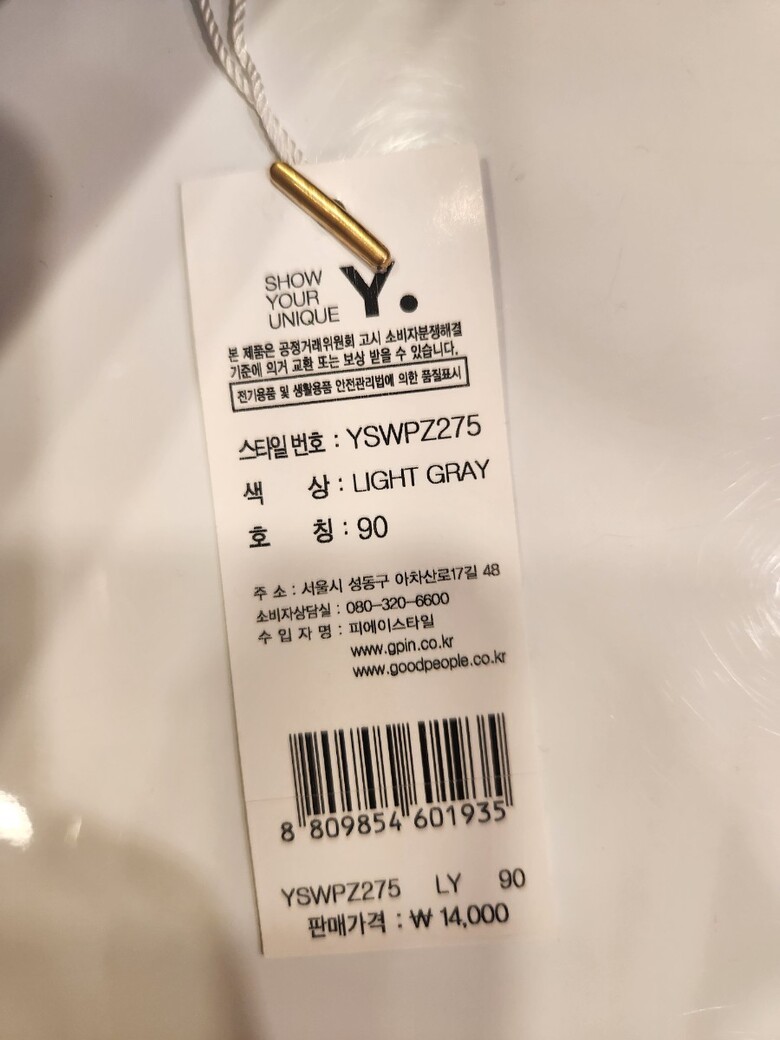 SHOW
YOUR
UNIQUE
Y.
본 제품은 공정거래위원회 고시 소비자분쟁해결
기준에 의거 교환 또는 보상 받을 수 있습니다.
전기용품 및 생활용품 안전관리법에 의한 품질표시
스타일번호 : YSWPZ275
색 상 : LIGHT GRAY
호 칭 : 90
주 소 : 서울시 성동구 아차산로17길 48
소비자상담실 : 080-320-6600
수 입 자 명 : 피에이스타일
www.gpin.co.kr
www.goodpeople.co.kr
8 809854 601935
YSWPZ275 LY 90
판매가격 : ₩ 14,000